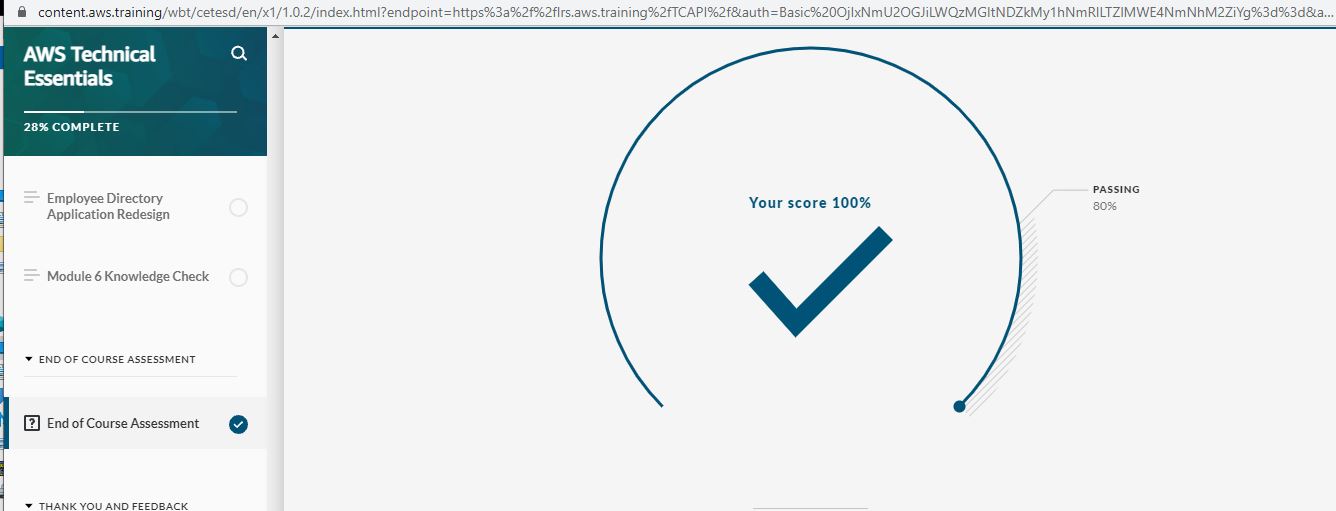 content.aws.training/wbt/cetesd/en/x1/1.0.2/index.html?endpoint=https%3a%2f%2flrs.aws.training%2fTCAPI%2f&auth=Basic%20OjIxNmU2OGJiLWQzMGItNDZkMy1hNmRlLTZlMWE4NmNhM2ZiYg%3d%3d&a...
AWS Technical
Essentials
28% COMPLETE
Employee Directory
Application Redesign
Module 6 Knowledge Check
END OF COURSE ASSESSMENT
End of Course Assessment
THANK YOU AND FEEDBACK
Your score 100%
PASSING
80%